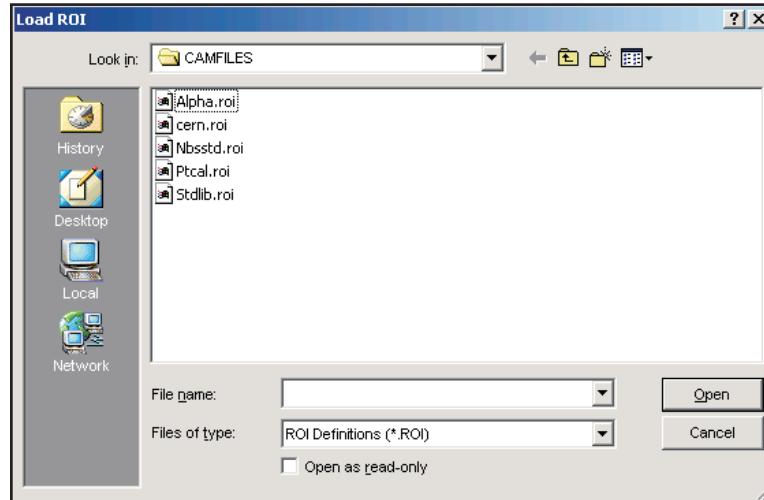 Load ROI
Look in: CAMFILES
History
Desktop
Local
Network
Alpha.roi
cern.roi
Nbsstd.roi
Ptcal.roi
Stdlib.roi
File name: Open
Files of type: ROI Definitions (*.ROI) Cancel
Open as read-only